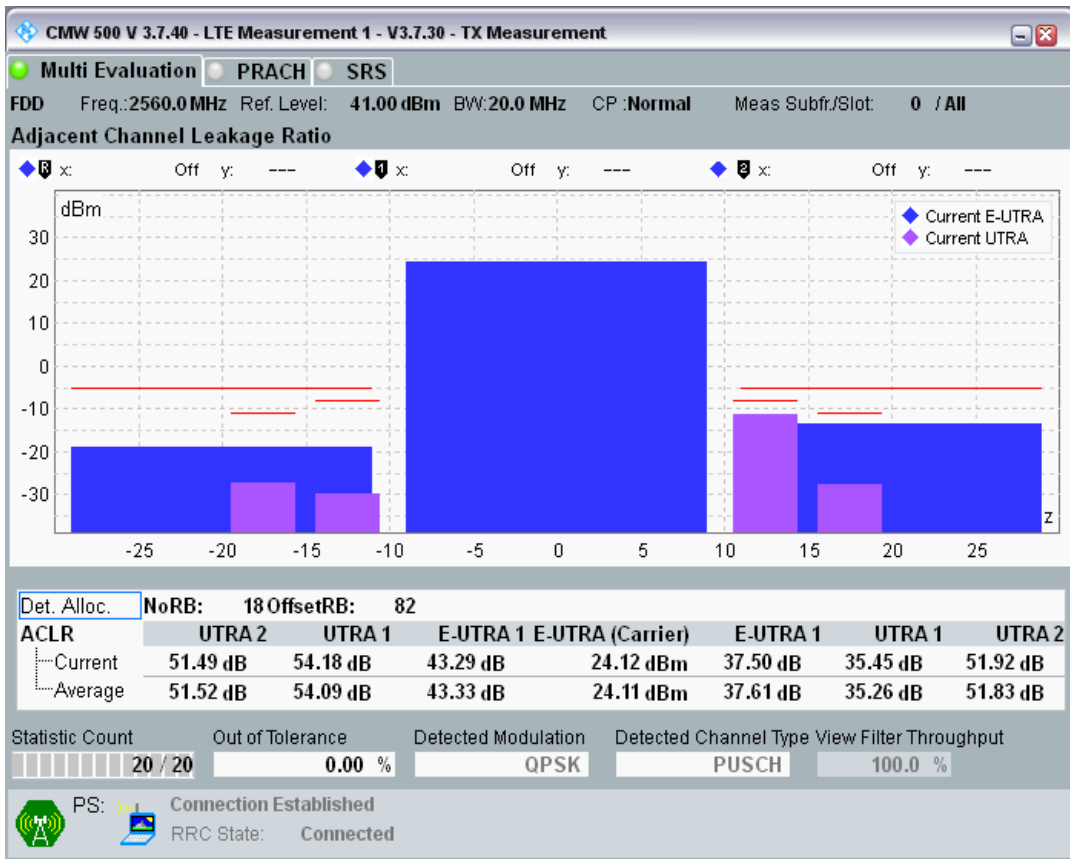 CMW 500 V 3.7.40 - LTE Measurement 1 - V3.7.30 - TX Measurement
Multi Evaluation PRACH SRS
FDD Freq.:2560.0 MHz Ref. Level: 41.00 dBm BW:20.0 MHz CP :Normal Meas Subfr./Slot: 0 / All
Adjacent Channel Leakage Ratio
R x: Off y: --- 1 x: Off y: --- 2 x: Off y: ---
dBm
Current E-UTRA
Current UTRA
30
20
10
0
-10
-20
-30
z
-25 -20 -15 -10 -5 0 5 10 15 20 25
Det. Alloc. NoRB: 18 OffsetRB: 82
ACLR UTRA 2 UTRA 1 E-UTRA 1 E-UTRA (Carrier) E-UTRA 1 UTRA 1 UTRA 2
Current 51.49 dB 54.18 dB 43.29 dB 24.12 dBm 37.50 dB 35.45 dB 51.92 dB
Average 51.52 dB 54.09 dB 43.33 dB 24.11 dBm 37.61 dB 35.26 dB 51.83 dB
Statistic Count Out of Tolerance Detected Modulation Detected Channel Type View Filter Throughput
20 / 20 0.00 % QPSK PUSCH 100.0 %
PS: Connection Established
RRC State: Connected